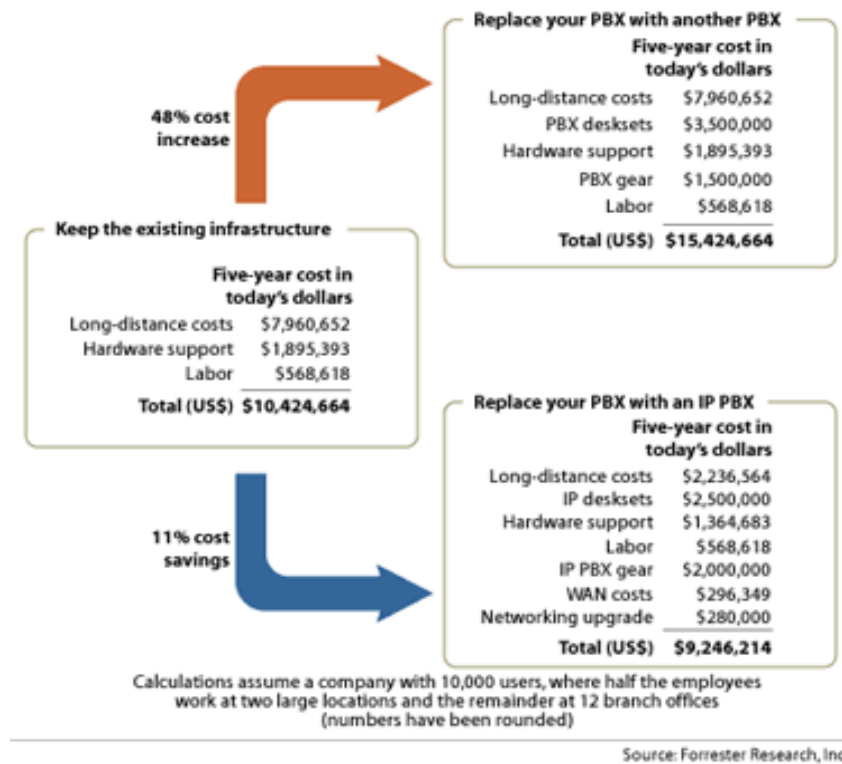 Replace your PBX with another PBX
Five-year cost in
today's dollars
Long-distance costs $7,960,652
PBX desksets $3,500,000
Hardware support $1,895,393
PBX gear $1,500,000
Labor $568,618
Total (US$) $15,424,664
48% cost
increase
Keep the existing infrastructure
Five-year cost in
today's dollars
Long-distance costs $7,960,652
Hardware support $1,895,393
Labor $568,618
Total (US$) $10,424,664
11% cost
savings
Replace your PBX with an IP PBX
Five-year cost in
today's dollars
Long-distance costs $2,236,564
IP desksets $2,500,000
Hardware support $1,364,683
Labor $568,618
IP PBX gear $2,000,000
WAN costs $296,349
Networking upgrade $280,000
Total (US$) $9,246,214
Calculations assume a company with 10,000 users, where half the employees
work at two large locations and the remainder at 12 branch offices
(numbers have been rounded)
Source: Forrester Research, Inc